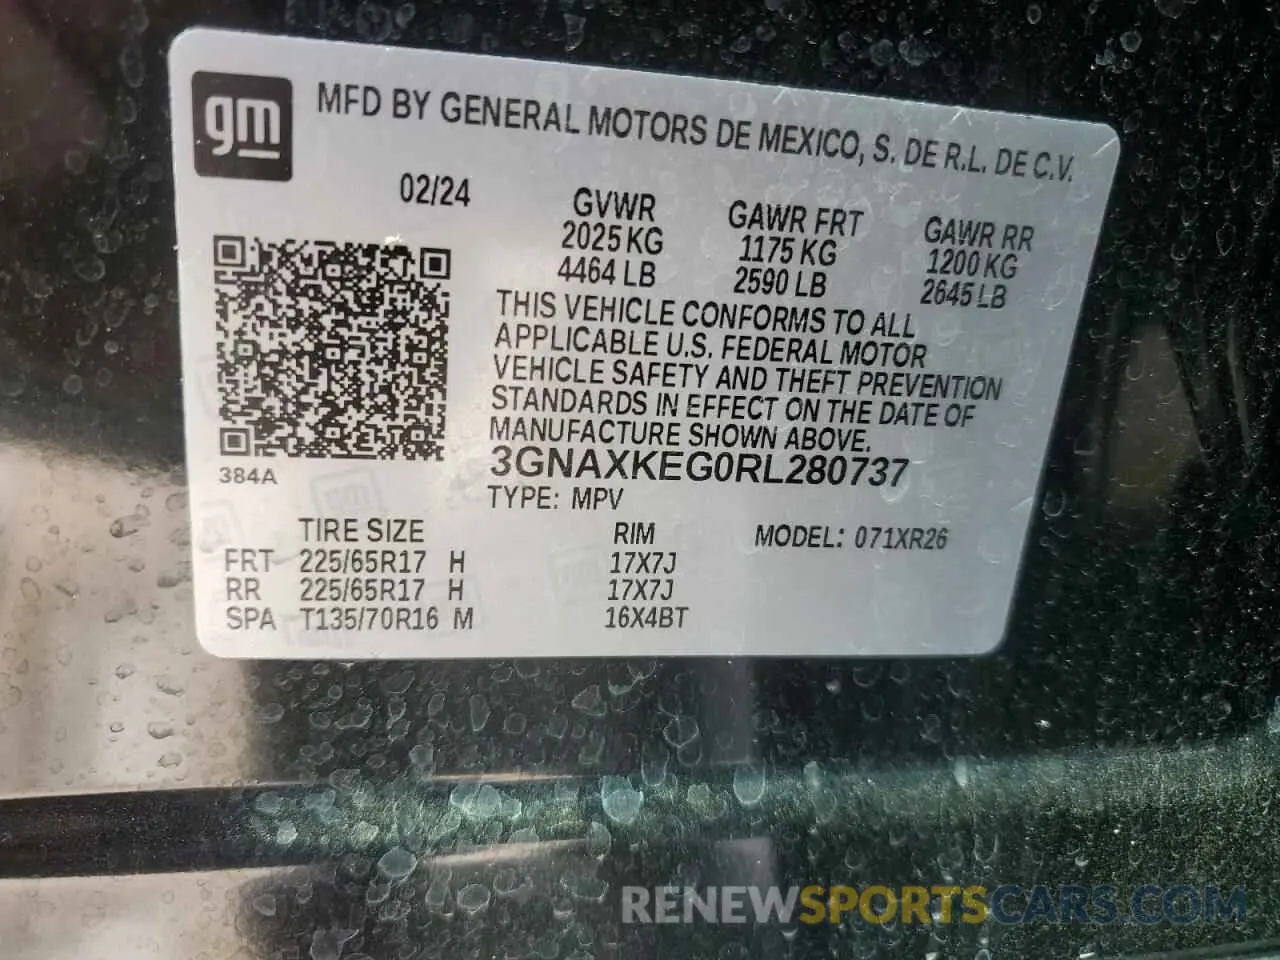 gm
MFD BY GENERAL MOTORS DE MEXICO, S. DE R.L. DE C.V.
02/24
GVWR GAWR FRT GAWR RR
2025 KG 1175 KG 1200 KG
4464 LB 2590 LB 2645 LB
THIS VEHICLE CONFORMS TO ALL
APPLICABLE U.S. FEDERAL MOTOR
VEHICLE SAFETY AND THEFT PREVENTION
STANDARDS IN EFFECT ON THE DATE OF
MANUFACTURE SHOWN ABOVE.
3GNAXKEG0RL280737
384A
TYPE: MPV
TIRE SIZE RIM MODEL: 071XR26
FRT 225/65R17 H 17X7J
RR 225/65R17 H 17X7J
SPA T135/70R16 M 16X4BT
RENEWSPORTSCARS.COM